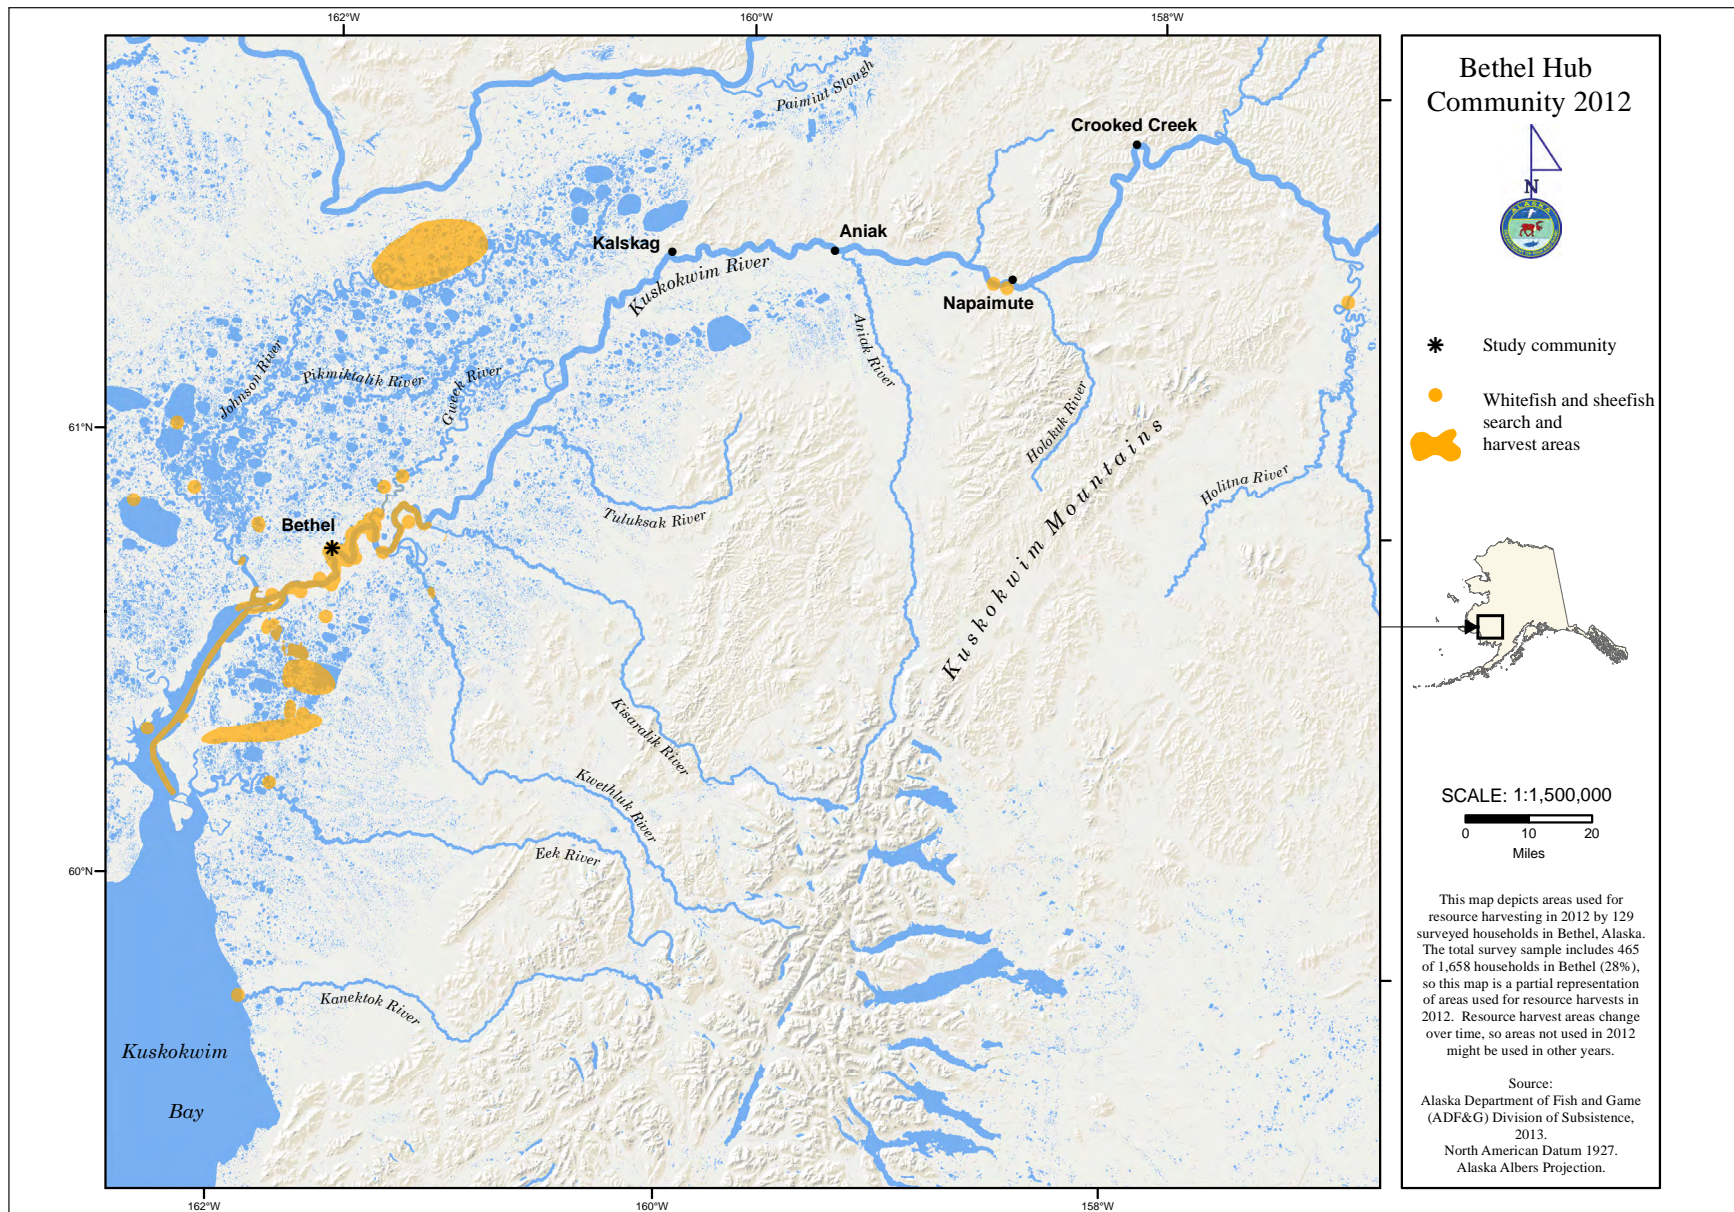 162°W
160°W
158°W
Paimiut Slough
Crooked Creek
Kalskag
Aniak
Kuskokwim River
Napaimute
Aniak River
Johnson River
Pikmiktalik River
Gweek River
Holokuk River
61°N
Holitna River
Tuluksak River
Bethel
Kuskokwim Mountains
Kisaralik River
Kwethluk River
Eek River
60°N
Kanektok River
Kuskokwim
Bay
162°W
160°W
158°W
Bethel Hub
Community 2012
N
ALASKA
Study community
Whitefish and sheefish
search and
harvest areas
SCALE: 1:1,500,000
0 10 20
Miles
This map depicts areas used for
resource harvesting in 2012 by 129
surveyed households in Bethel, Alaska.
The total survey sample includes 465
of 1,658 households in Bethel (28%),
so this map is a partial representation
of areas used for resource harvests in
2012. Resource harvest areas change
over time, so areas not used in 2012
might be used in other years.
Source:
Alaska Department of Fish and Game
(ADF&G) Division of Subsistence,
2013.
North American Datum 1927.
Alaska Albers Projection.